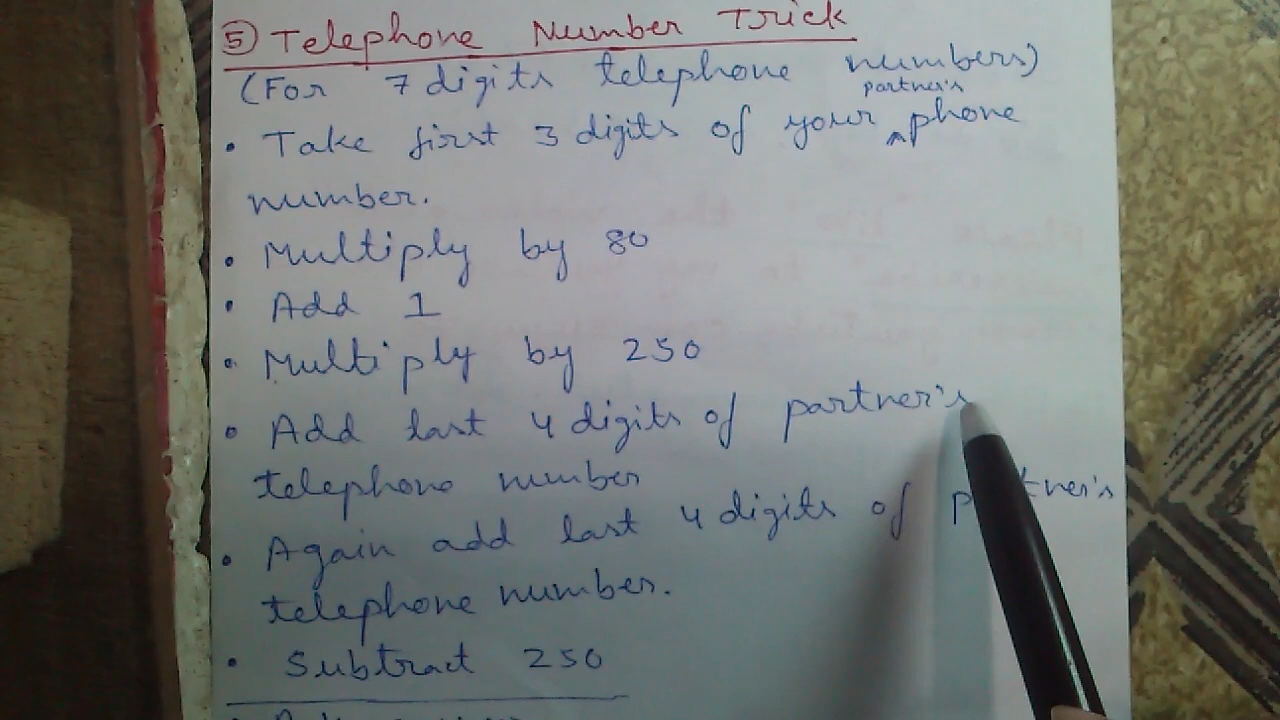 ⑤ Telephone Number Trick
(For 7 digits telephone numbers)
• Take first 3 digits of your partner's phone
number.
• Multiply by 80
• Add 1
• Multiply by 250
• Add last 4 digits of partner's
telephone number
• Again add last 4 digits of partner's
telephone number.
• Subtract 250